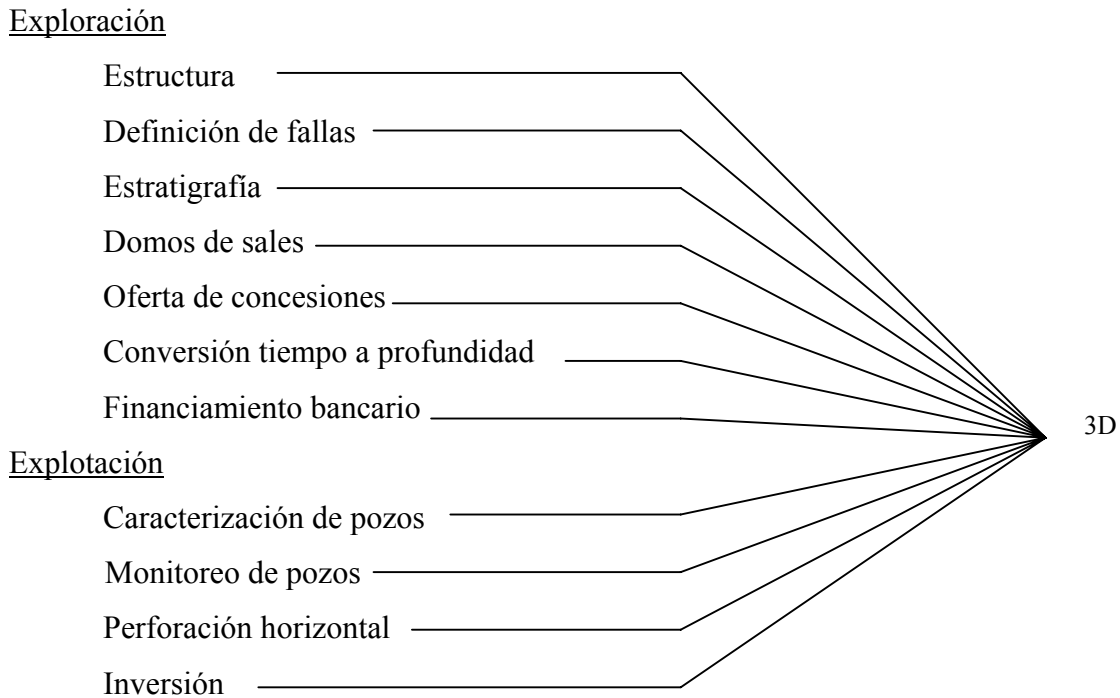 Exploración
Estructura
Definición de fallas
Estratigrafía
Domos de sales
Oferta de concesiones
Conversión tiempo a profundidad
Financiamiento bancario
3D
Explotación
Caracterización de pozos
Monitoreo de pozos
Perforación horizontal
Inversión